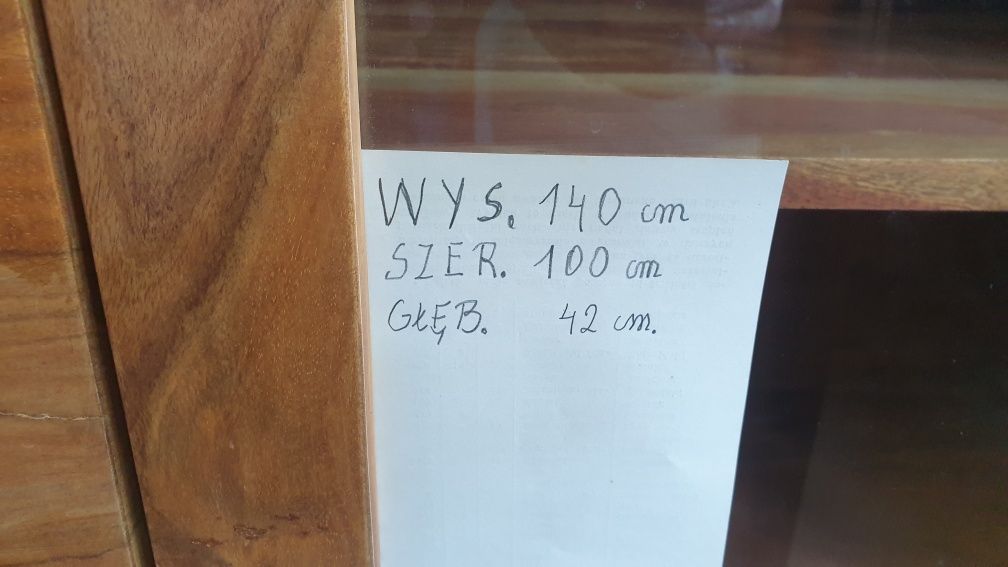 WYS. 140 cm
SZER. 100 cm
GŁĘB. 42 cm.